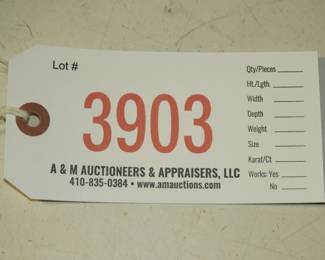 Lot #
3903
A & M AUCTIONEERS & APPRAISERS, LLC
410-835-0384 • www.amauctions.com
Qty/Pieces
Ht./Lgth.
Width
Depth
Weight
Size
Karat/Ct
Works: Yes
No